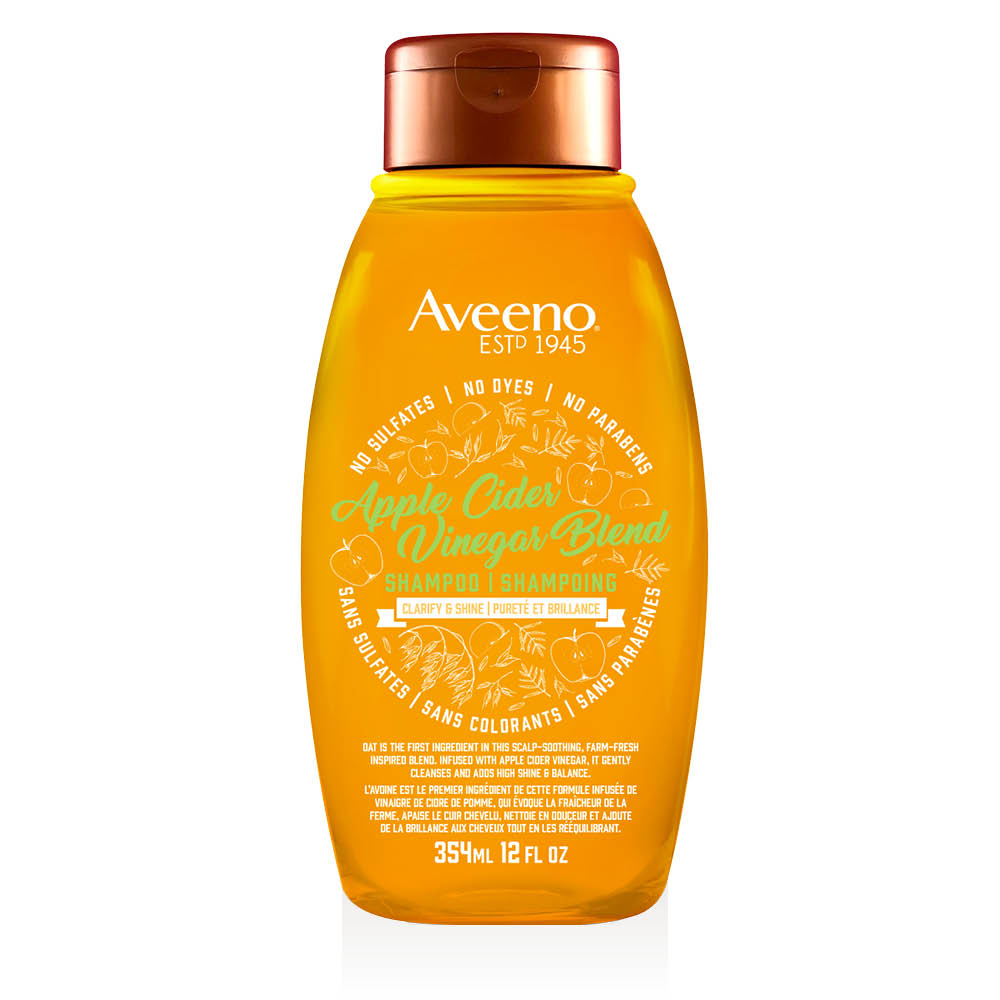 Aveeno®
ESTD 1945
NO SULFATES | NO DYES | NO PARABENS
Apple Cider
Vinegar Blend
SHAMPOO | SHAMPOING
CLARIFY & SHINE | PURETÉ ET BRILLANCE
SANS SULFATES | SANS COLORANTS | SANS PARABÈNES
OAT IS THE FIRST INGREDIENT IN THIS SCALP-SOOTHING, FARM-FRESH
INSPIRED BLEND. INFUSED WITH APPLE CIDER VINEGAR, IT GENTLY
CLEANSES AND ADDS HIGH SHINE & BALANCE.
L'AVOINE EST LE PREMIER INGRÉDIENT DE CETTE FORMULE INFUSÉE DE
VINAIGRE DE CIDRE DE POMME, QUI ÉVOQUE LA FRAÎCHEUR DE LA
FERME, APAISE LE CUIR CHEVELU, NETTOIE EN DOUCEUR ET AJOUTE
DE LA BRILLANCE AUX CHEVEUX TOUT EN LES RÉÉQUILIBRANT.
354ML 12 FL OZ